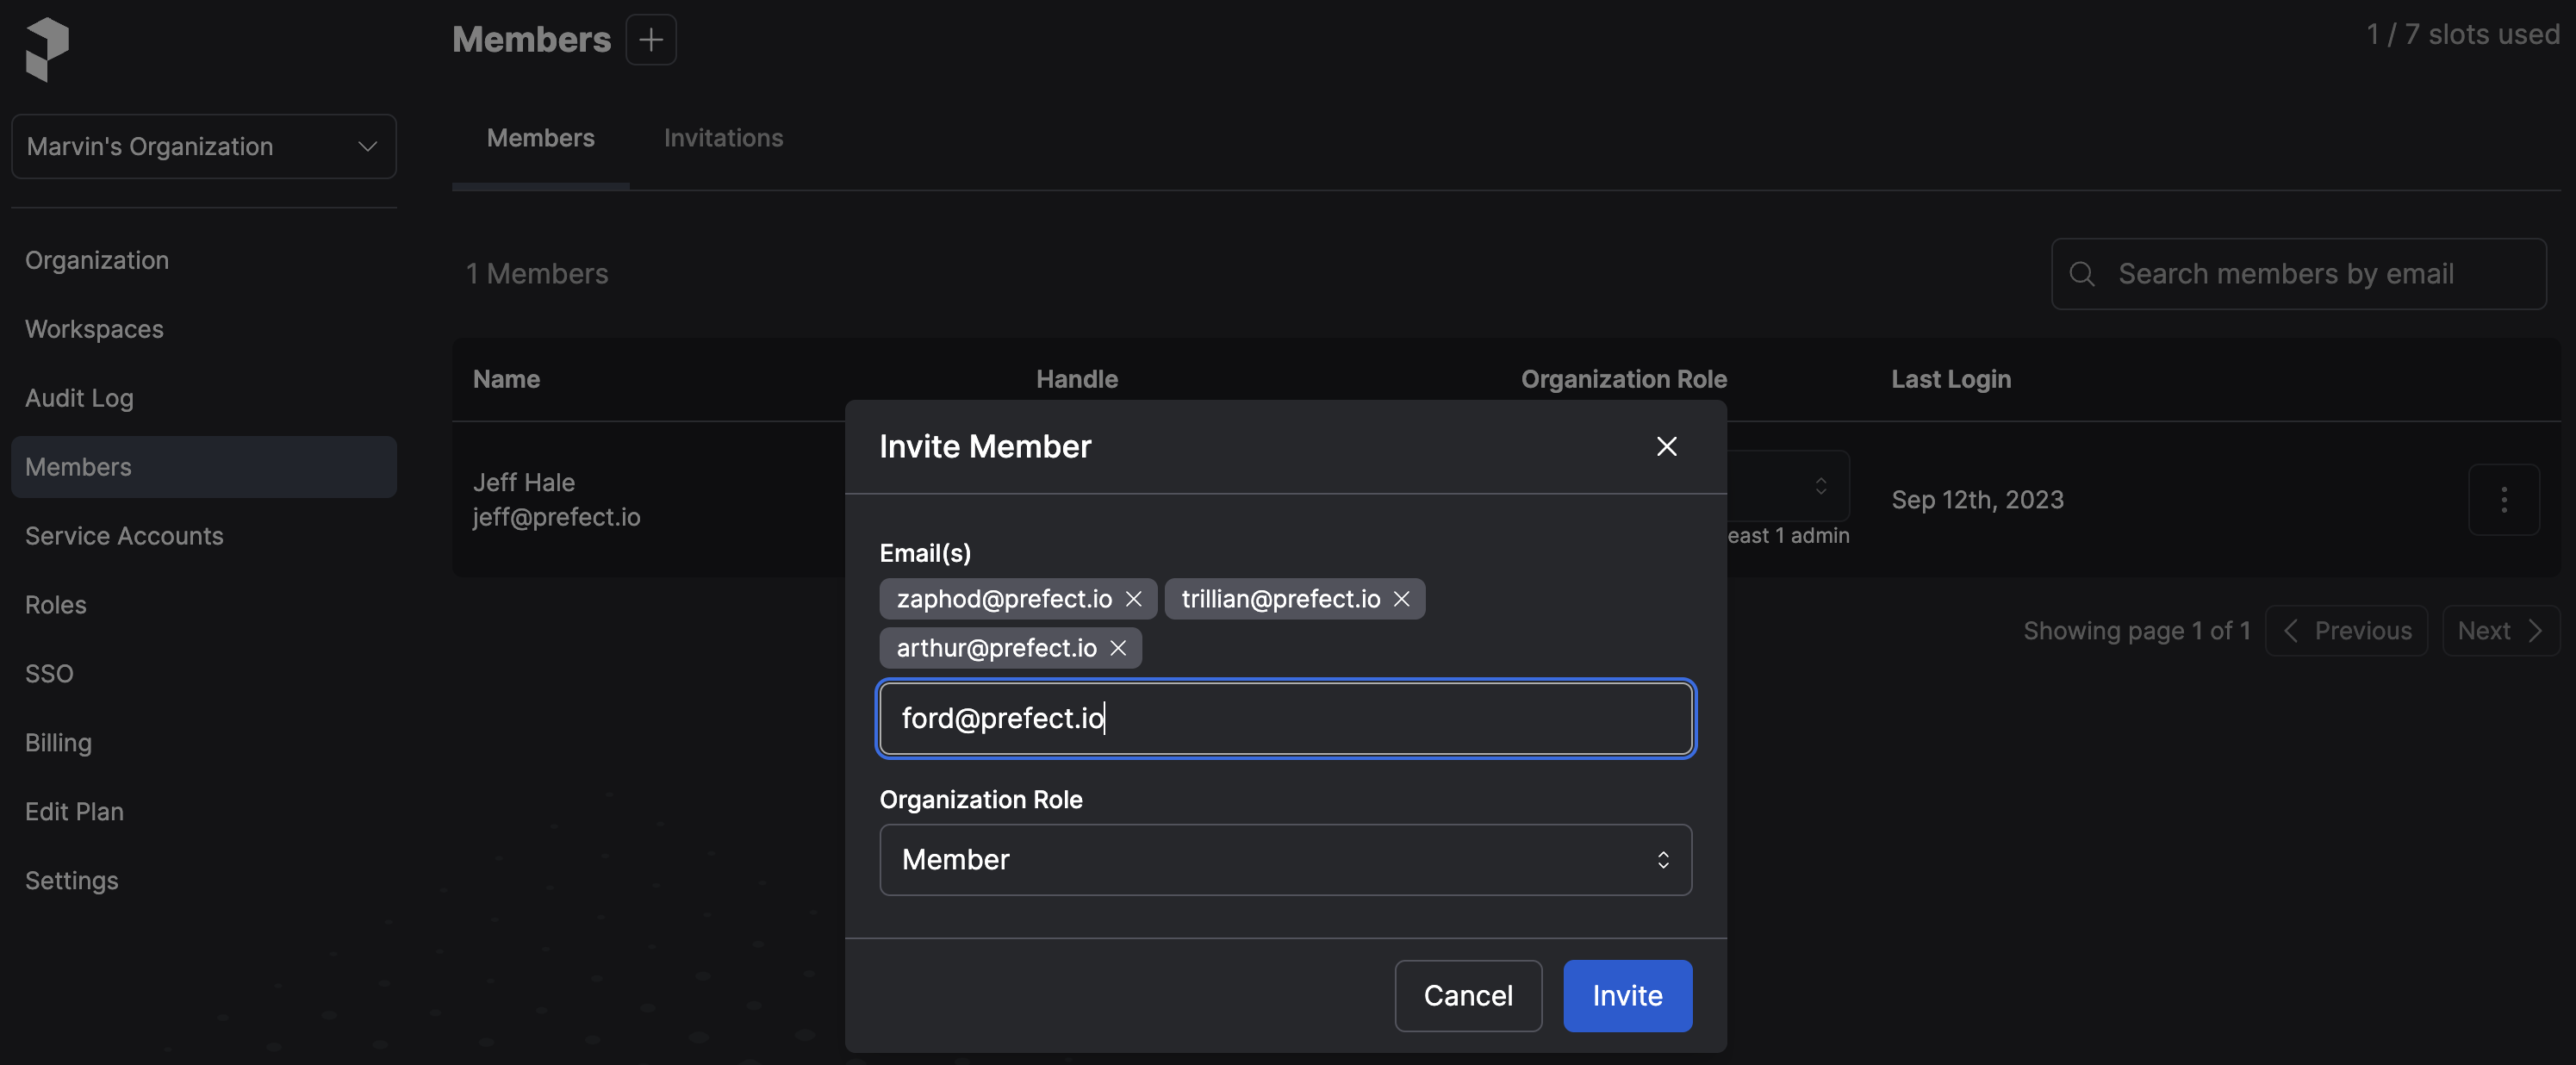 Marvin's Organization
Organization
Workspaces
Audit Log
Members
Service Accounts
Roles
SSO
Billing
Edit Plan
Settings
Members
1 / 7 slots used
Members Invitations
1 Members
Search members by email
Name Handle Organization Role Last Login
Jeff Hale
jeff@prefect.io
east 1 admin
Sep 12th, 2023
Showing page 1 of 1 Previous Next
Invite Member
Email(s)
zaphod@prefect.io trillian@prefect.io
arthur@prefect.io
ford@prefect.io
Organization Role
Member
Cancel Invite